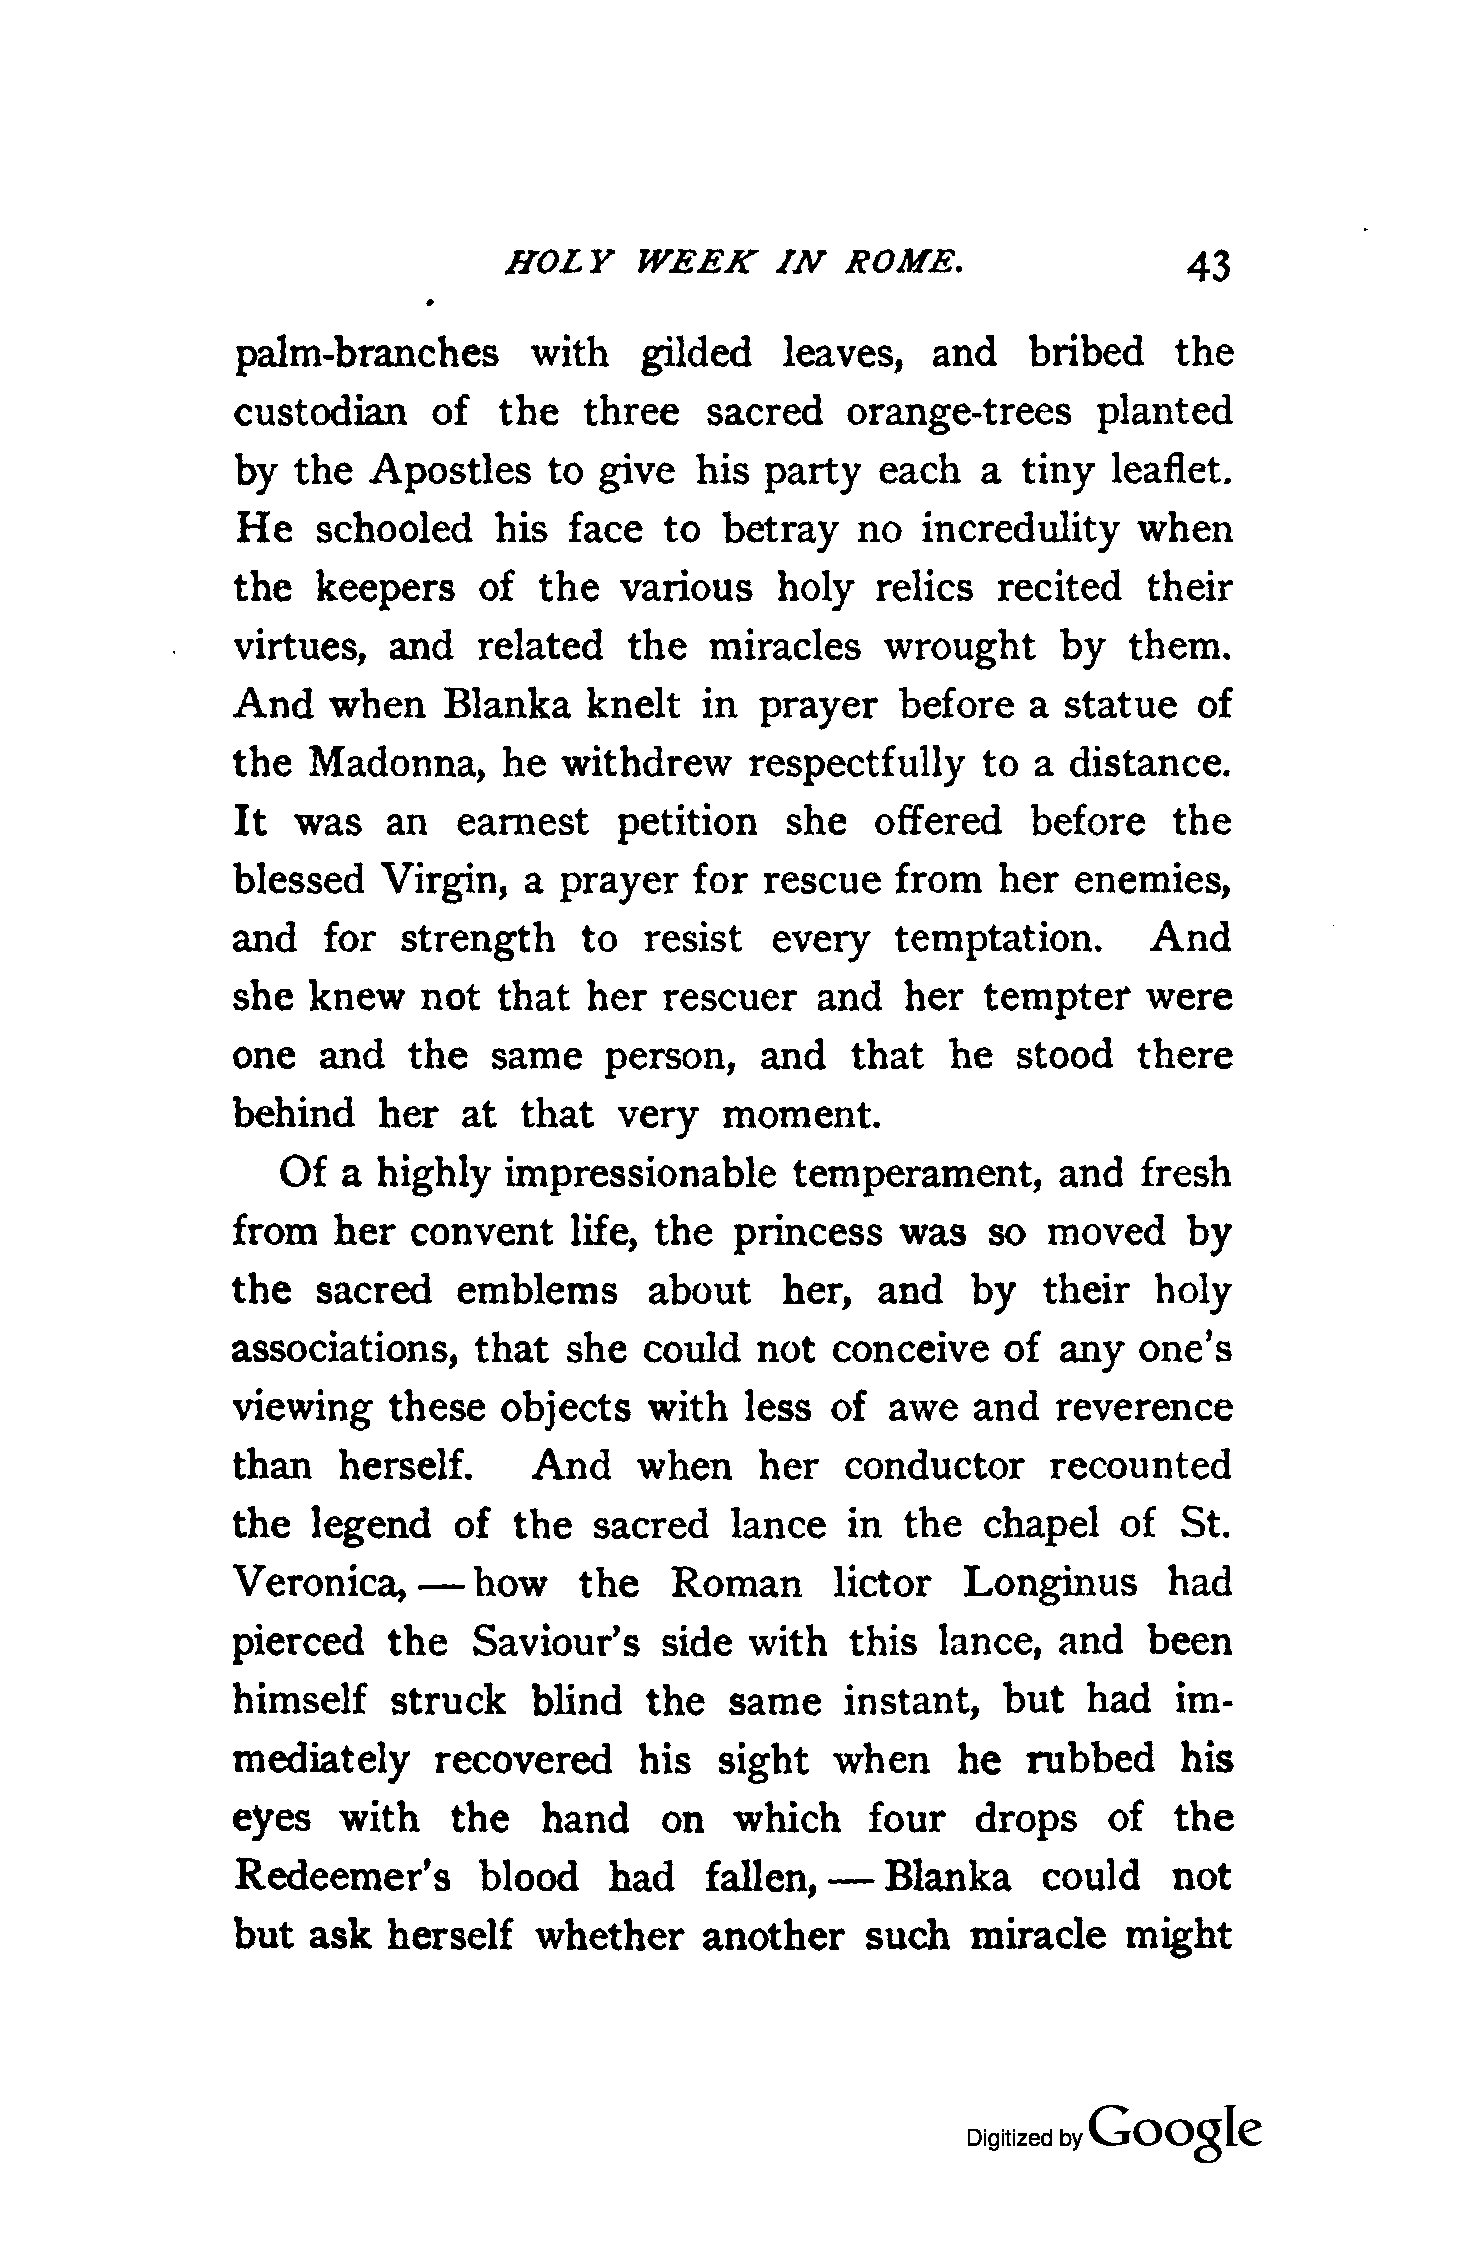 HOLY WEEK IN ROME. 43
palm-branches with gilded leaves, and bribed the
custodian of the three sacred orange-trees planted
by the Apostles to give his party each a tiny leaflet.
He schooled his face to betray no incredulity when
the keepers of the various holy relics recited their
virtues, and related the miracles wrought by them.
And when Blanka knelt in prayer before a statue of
the Madonna, he withdrew respectfully to a distance.
It was an earnest petition she offered before the
blessed Virgin, a prayer for rescue from her enemies,
and for strength to resist every temptation. And
she knew not that her rescuer and her tempter were
one and the same person, and that he stood there
behind her at that very moment.
Of a highly impressionable temperament, and fresh
from her convent life, the princess was so moved by
the sacred emblems about her, and by their holy
associations, that she could not conceive of any one's
viewing these objects with less of awe and reverence
than herself. And when her conductor recounted
the legend of the sacred lance in the chapel of St.
Veronica, — how the Roman lictor Longinus had
pierced the Saviour's side with this lance, and been
himself struck blind the same instant, but had im-
mediately recovered his sight when he rubbed his
eyes with the hand on which four drops of the
Redeemer's blood had fallen, — Blanka could not
but ask herself whether another such miracle might
Digitized by Google